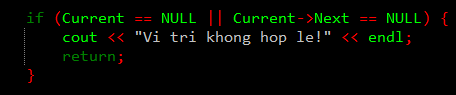 if (Current == NULL || Current->Next == NULL) {
cout << "Vi tri khong hop le!" << endl;
return;
}